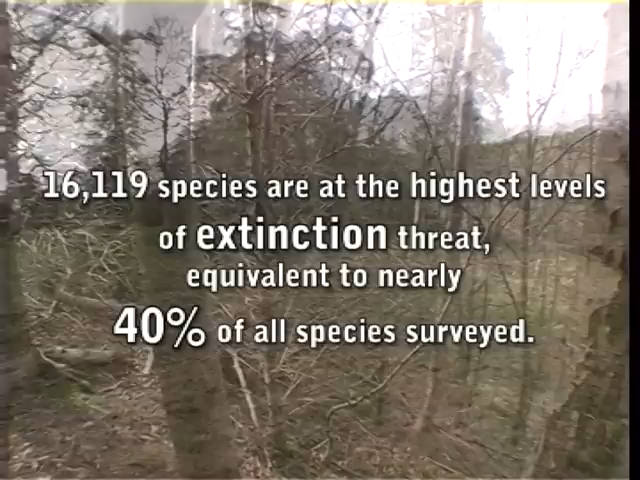 16,119 species are at the highest levels
of extinction threat,
equivalent to nearly
40% of all species surveyed.